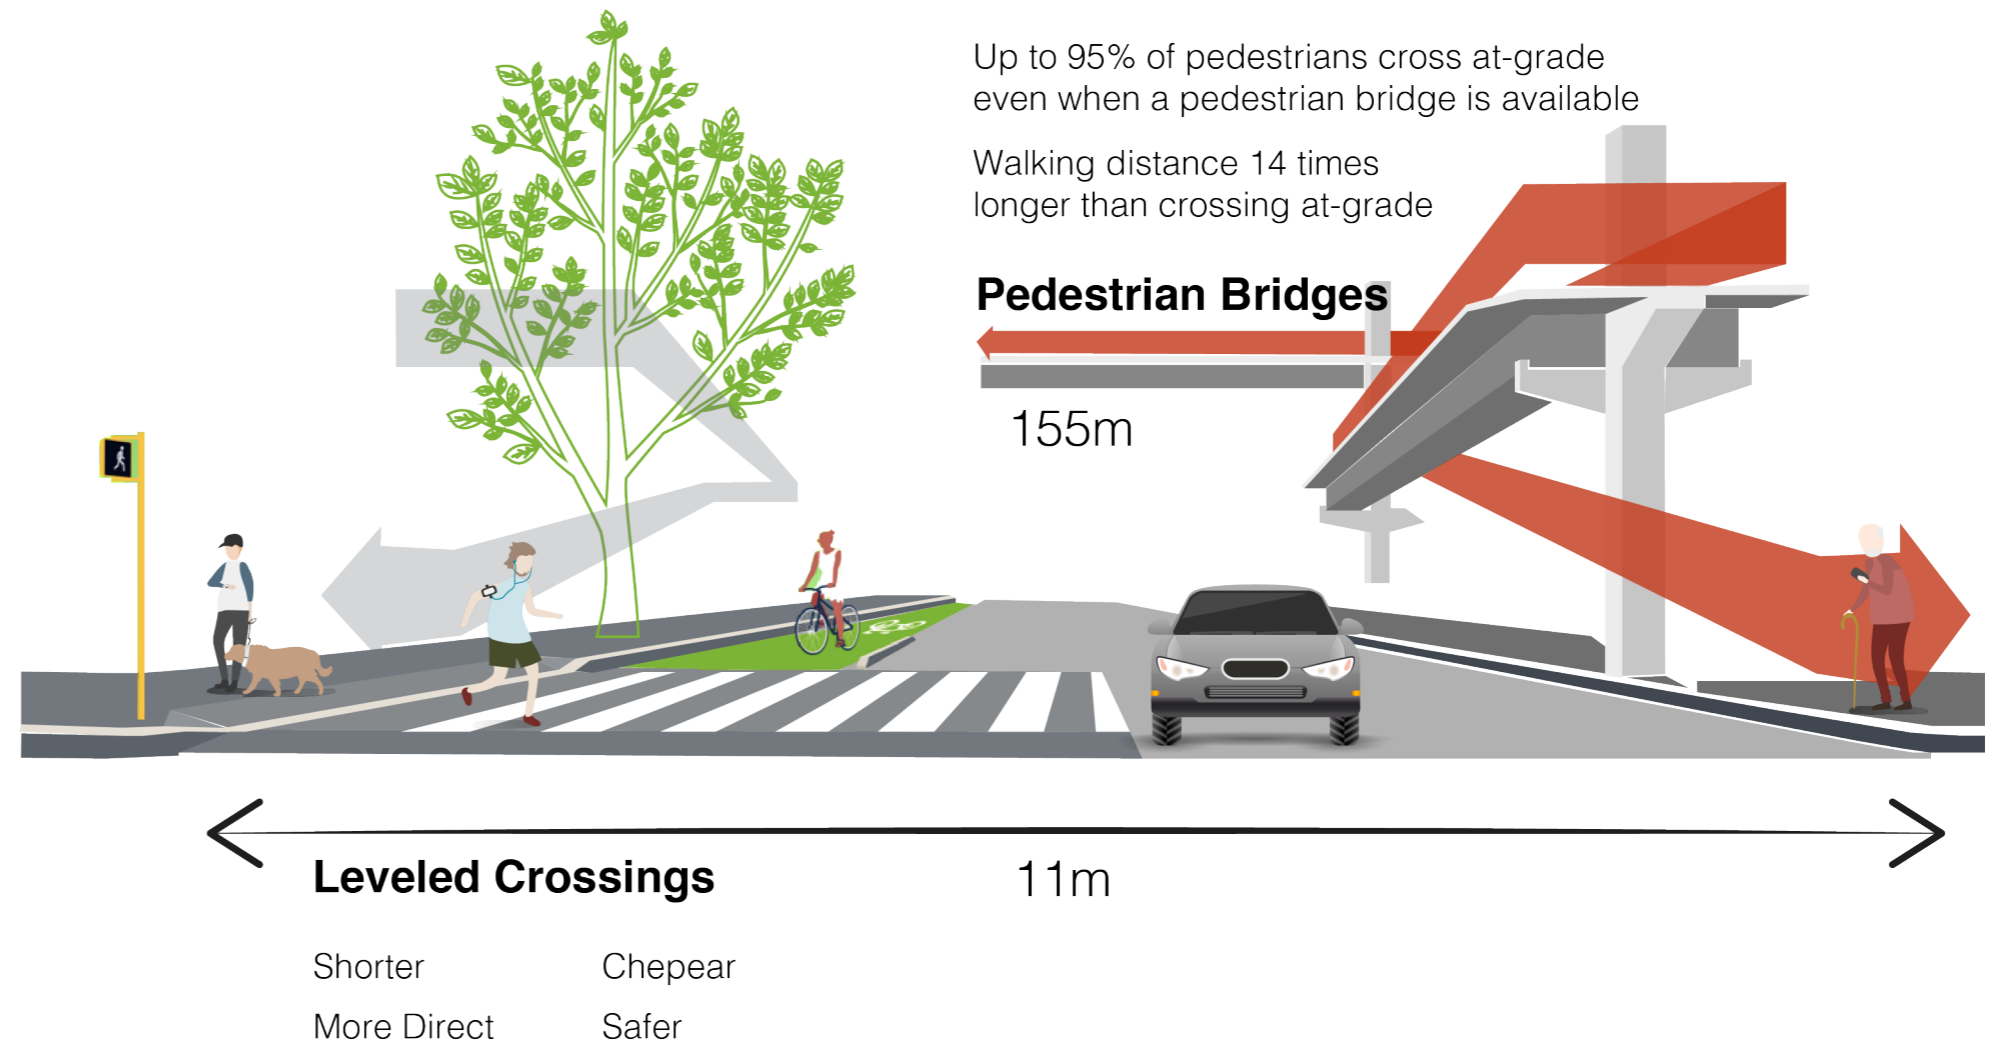 Up to 95% of pedestrians cross at-grade
even when a pedestrian bridge is available
Walking distance 14 times
longer than crossing at-grade
Pedestrian Bridges
155m
11m
Leveled Crossings
Shorter
Chepear
More Direct
Safer